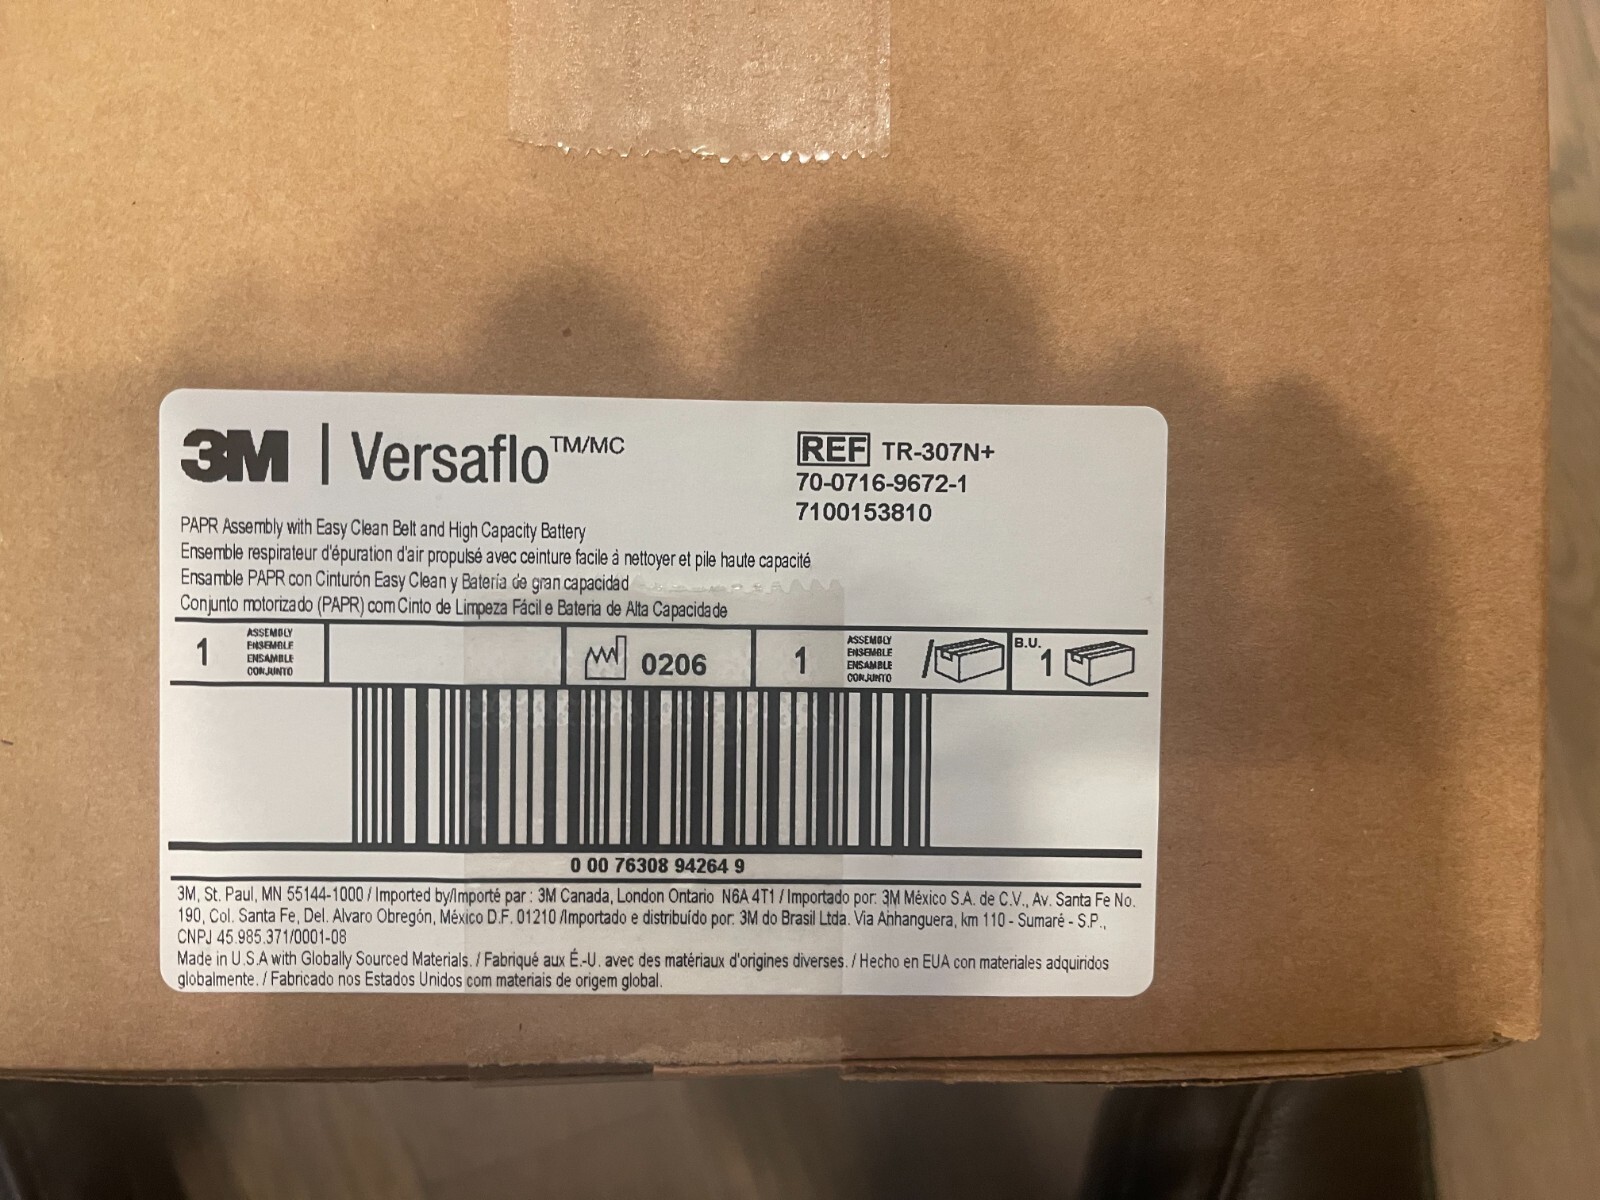 3M | Versaflo™/MC
REF TR-307N+
70-0716-9672-1
7100153810
PAPR Assembly with Easy Clean Belt and High Capacity Battery
Ensemble respirateur d'épuration d'air propulsé avec ceinture facile à nettoyer et pile haute capacité
Ensamble PAPR con Cinturón Easy Clean y Batería de gran capacidad
Conjunto motorizado (PAPR) com Cinto de Limpeza Fácil e Bateria de Alta Capacidade
1 ASSEMBLY
ENSEMBLE
ENSAMBLE
CONJUNTO
0206
1 ASSEMBLY
ENSEMBLE
ENSAMBLE
CONJUNTO
/
B.U.
1
0 00 76308 94264 9
3M, St. Paul, MN 55144-1000 / Imported by/Importé par : 3M Canada, London Ontario N6A 4T1 / Importado por: 3M México S.A. de C.V., Av. Santa Fe No.
190, Col. Santa Fe, Del. Alvaro Obregón, México D.F. 01210 /Importado e distribuído por: 3M do Brasil Ltda. Via Anhanguera, km 110 - Sumaré - S.P.,
CNPJ 45.985.371/0001-08
Made in U.S.A with Globally Sourced Materials. / Fabriqué aux É.-U. avec des matériaux d'origines diverses. / Hecho en EUA con materiales adquiridos
globalmente. / Fabricado nos Estados Unidos com materiais de origem global.